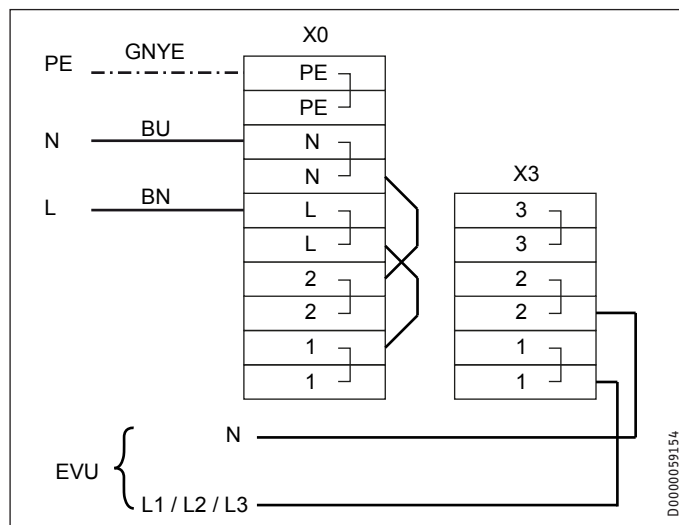 X0
PE GNYE
PE
PE
N BU
N
N
L BN
L
L
2
2
1
1
X3
3
3
2
2
1
1
EVU
N
L1 / L2 / L3
D0000059154